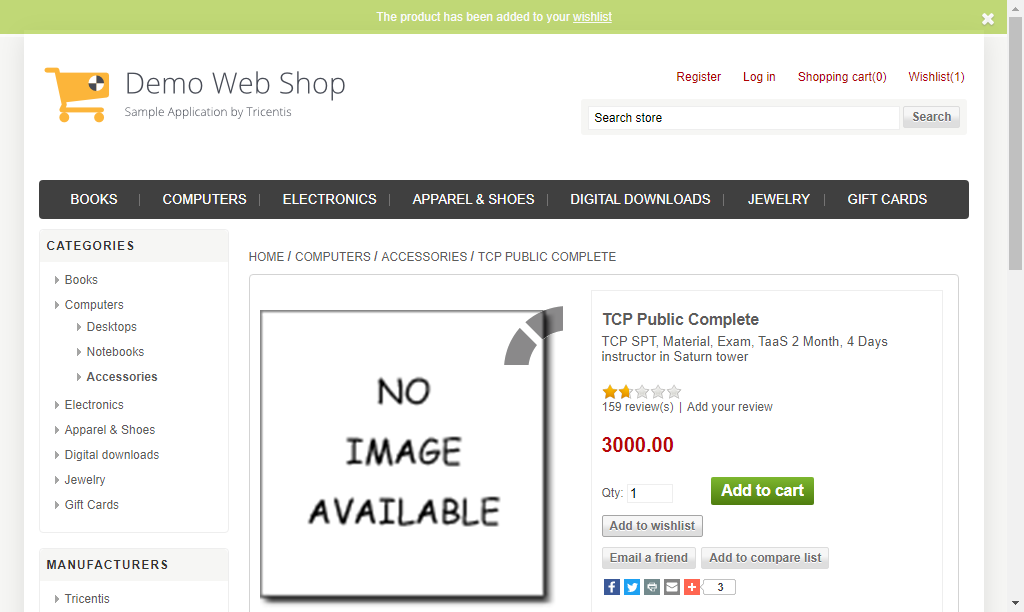 The product has been added to your wishlist
Demo Web Shop
Sample Application by Tricentis
Register Log in Shopping cart(0) Wishlist(1)
Search store Search
BOOKS COMPUTERS ELECTRONICS APPAREL & SHOES DIGITAL DOWNLOADS JEWELRY GIFT CARDS
CATEGORIES
Books
Computers
Desktops
Notebooks
Accessories
Electronics
Apparel & Shoes
Digital downloads
Jewelry
Gift Cards
MANUFACTURERS
Tricentis
HOME / COMPUTERS / ACCESSORIES / TCP PUBLIC COMPLETE
NO
IMAGE
AVAILABLE
TCP Public Complete
TCP SPT, Material, Exam, TaaS 2 Month, 4 Days
instructor in Saturn tower
159 review(s) | Add your review
3000.00
Qty: 1 Add to cart
Add to wishlist
Email a friend Add to compare list
3